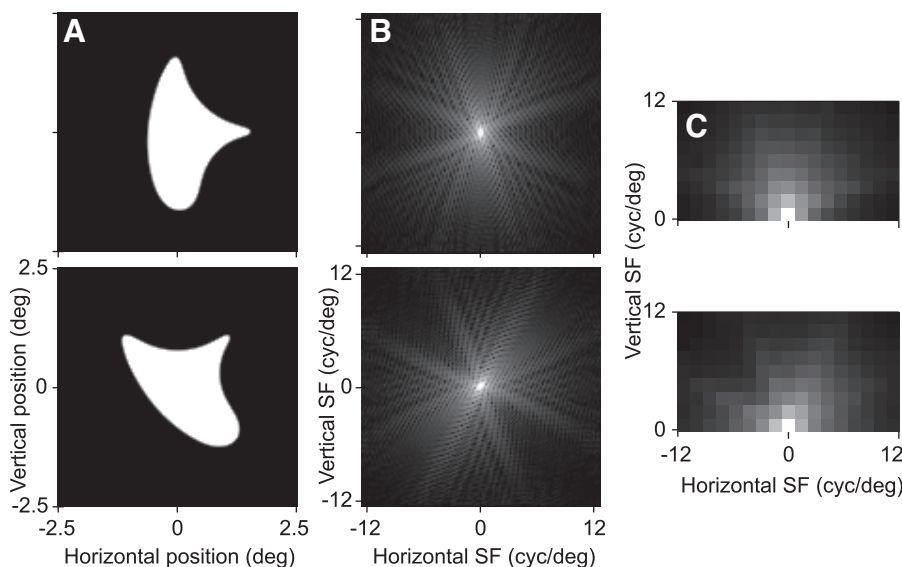 A
B
C
2.5
0
-2.5
-2.5
0
2.5
Vertical position (deg)
Horizontal position (deg)
12
0
-12
-12
0
12
Vertical SF (cyc/deg)
Horizontal SF (cyc/deg)
12
0
12
0
-12
0
12
Vertical SF (cyc/deg)
Horizontal SF (cyc/deg)